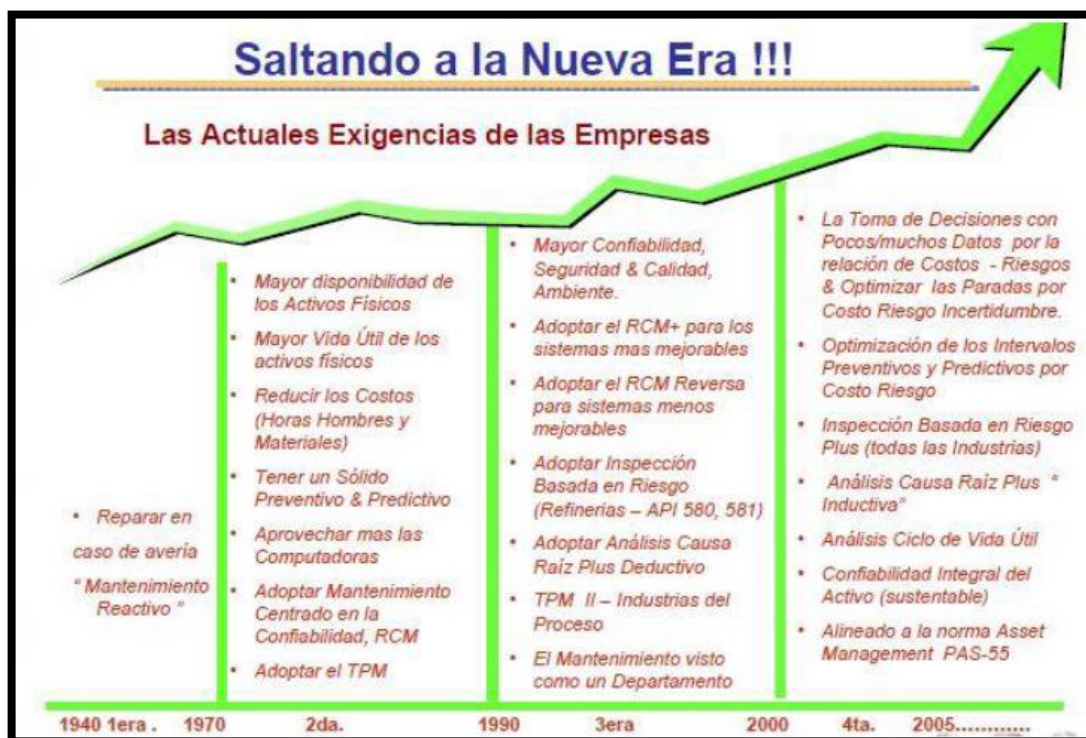 Saltando a la Nueva Era !!!
Las Actuales Exigencias de las Empresas
• Reparar en
caso de avería
“ Mantenimiento
Reactivo ”
• Mayor disponibilidad de
los Activos Físicos
• Mayor Vida Útil de los
activos físicos
• Reducir los Costos
(Horas Hombres y
Materiales)
• Tener un Sólido
Preventivo & Predictivo
• Aprovechar mas las
Computadoras
• Adoptar Mantenimiento
Centrado en la
Confiabilidad, RCM
• Adoptar el TPM
• Mayor Confiabilidad,
Seguridad & Calidad,
Ambiente.
• Adoptar el RCM+ para los
sistemas mas mejorables
• Adoptar el RCM Reversa
para sistemas menos
mejorables
• Adoptar Inspección
Basada en Riesgo
(Refinerias – API 580, 581)
• Adoptar Análisis Causa
Raíz Plus Deductivo
• TPM II – Industrias del
Proceso
• El Mantenimiento visto
como un Departamento
• La Toma de Decisiones con
Pocos/muchos Datos por la
relación de Costos - Riesgos
& Optimizar las Paradas por
Costo Riesgo Incertidumbre.
• Optimización de los Intervalos
Preventivos y Predictivos por
Costo Riesgo
• Inspección Basada en Riesgo
Plus (todas las Industrias)
• Análisis Causa Raíz Plus “
Inductiva”
• Análisis Ciclo de Vida Útil
• Confiabilidad Integral del
Activo (sustentable)
• Alineado a la norma Asset
Management PAS-55
1940 1era . 1970 2da. 1990 3era 2000 4ta. 2005............